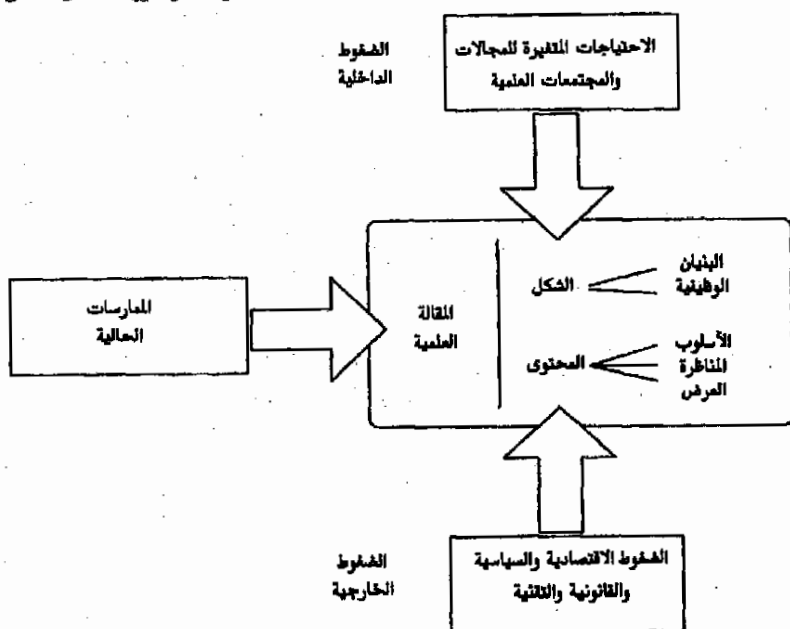 الاحتياجات المتغيرة للمجالات
والمجتمعات العلمية
الضغوط
الداخلية
البنيان
الوظيفية
الشكل
المقالة
العلمية
الممارسات
الحالية
الأسلوب
المناظرة
العرض
المحتوى
الضغوط الاقتصادية والسياسية
والقانونية والتقنية
الضغوط
الخارجية